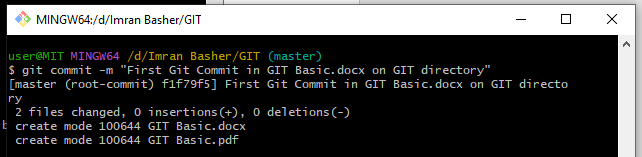 MINGW64:/d/Imran Basher/GIT
user@MIT MINGW64 /d/Imran Basher/GIT (master)
$ git commit -m "First Git Commit in GIT Basic.docx on GIT directory"
[master (root-commit) f1f79f5] First Git Commit in GIT Basic.docx on GIT directo
ry
 2 files changed, 0 insertions(+), 0 deletions(-)
 create mode 100644 GIT Basic.docx
 create mode 100644 GIT Basic.pdf